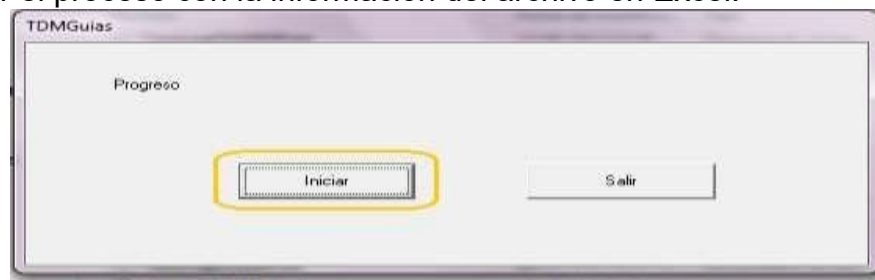 el proceso con la información del archivo en Excel.
TDMGuias
Progreso
Iniciar
Salir